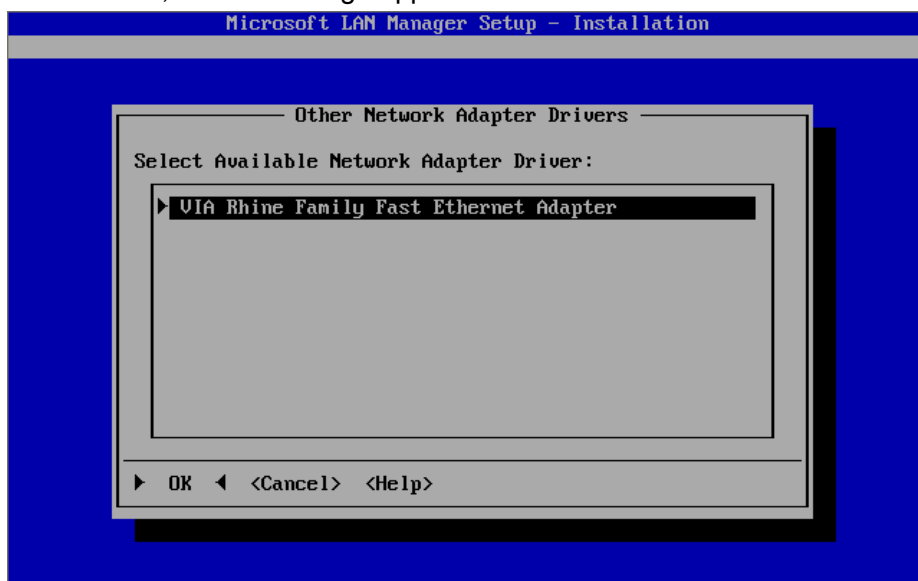 Microsoft LAN Manager Setup - Installation
Other Network Adapter Drivers
Select Available Network Adapter Driver:
VIA Rhine Family Fast Ethernet Adapter
OK <Cancel> <Help>